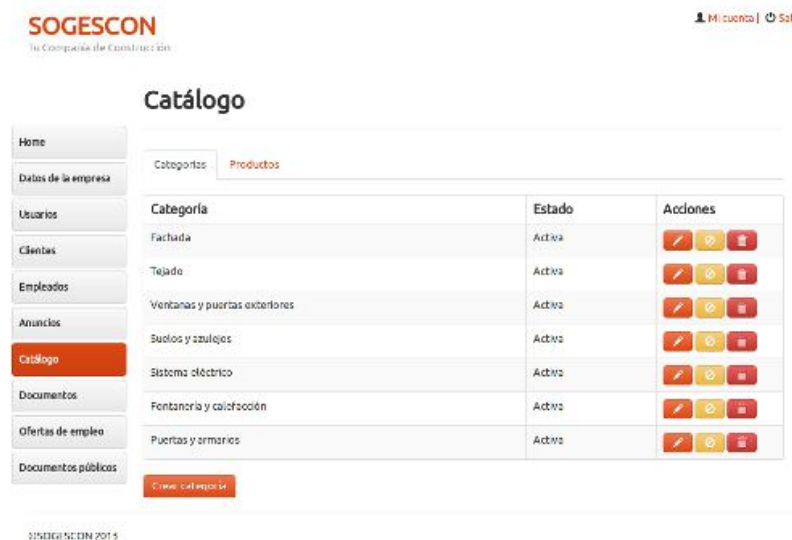 SOGESCON
Tu Compañía de Construcción
Mi cuenta | Sal
Catálogo
Home
Datos de la empresa
Usuarios
Clientes
Empleados
Anuncios
Catálogo
Documentos
Ofertas de empleo
Documentos públicos
Categorías Productos
Categoría Estado Acciones
Fachada Activa
Tejado Activa
Ventanas y puertas exteriores Activa
Suelos y azulejos Activa
Sistema eléctrico Activa
Fontanería y calefacción Activa
Puertas y armarios Activa
Crear categoría
©SOGESCON 2013